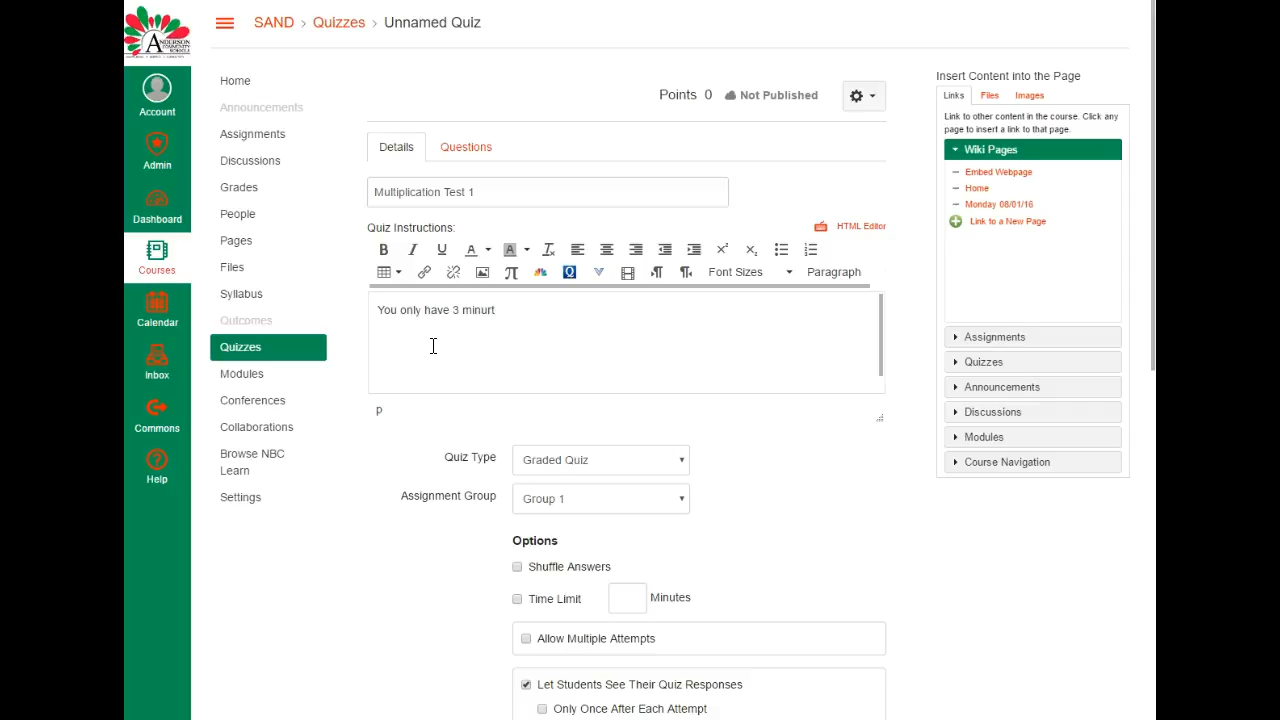 ANDERSON
COMMUNITY
SCHOOLS
Account
Admin
Dashboard
Courses
Calendar
Inbox
Commons
Help
SAND > Quizzes > Unnamed Quiz
Home
Announcements
Assignments
Discussions
Grades
People
Pages
Files
Syllabus
Outcomes
Quizzes
Modules
Conferences
Collaborations
Browse NBC
Learn
Settings
Points 0 Not Published
Details Questions
Multiplication Test 1
Quiz Instructions: HTML Editor
Font Sizes Paragraph
You only have 3 minurt
p
Quiz Type Graded Quiz
Assignment Group Group 1
Options
Shuffle Answers
Time Limit Minutes
Allow Multiple Attempts
Let Students See Their Quiz Responses
Only Once After Each Attempt
Insert Content into the Page
Links Files Images
Link to other content in the course. Click any
page to insert a link to that page.
Wiki Pages
Embed Webpage
Home
Monday 08/01/16
Link to a New Page
Assignments
Quizzes
Announcements
Discussions
Modules
Course Navigation